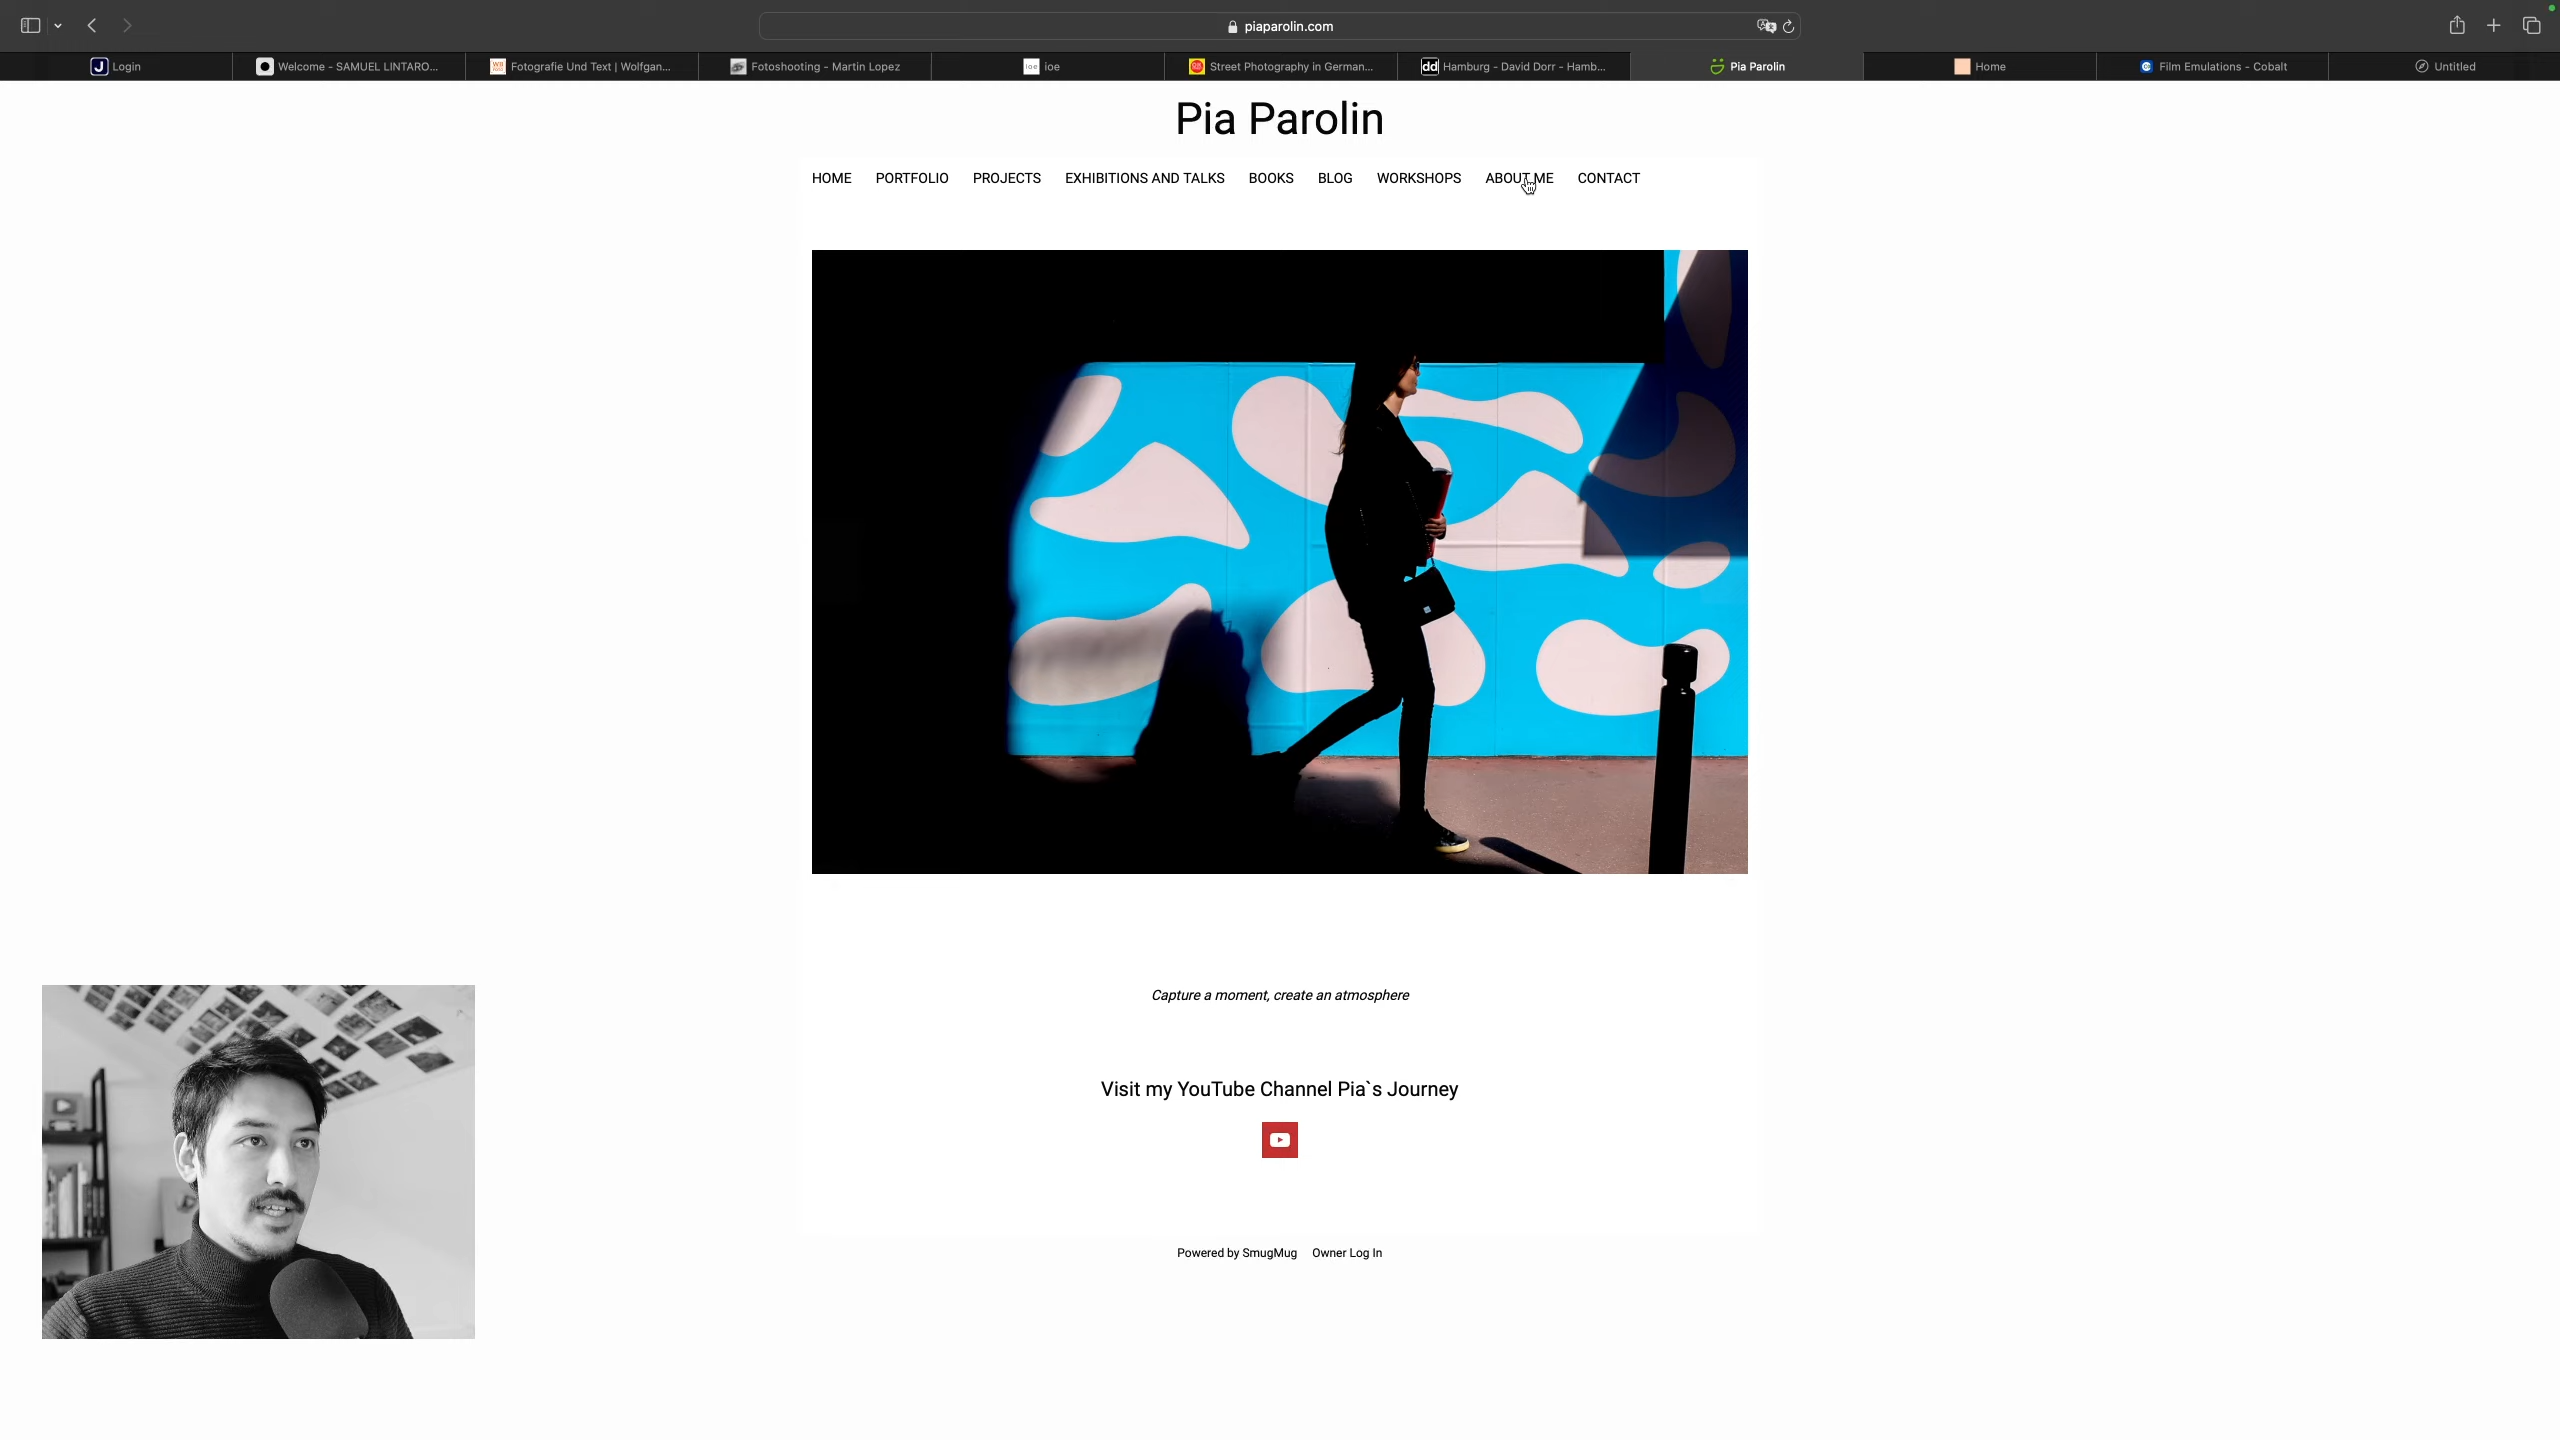 piaparolin.com
Login
Welcome - SAMUEL LINTARO...
Fotografie Und Text | Wolfgan...
Fotoshooting - Martin Lopez
ioe
ioe
Street Photography in German...
dd
Hamburg - David Dorr - Hamb...
Pia Parolin
Home
Film Emulations - Cobalt
Untitled
Pia Parolin
HOME PORTFOLIO PROJECTS EXHIBITIONS AND TALKS BOOKS BLOG WORKSHOPS ABOUT ME CONTACT
Capture a moment, create an atmosphere
Visit my YouTube Channel Pia`s Journey
Powered by SmugMug Owner Log In